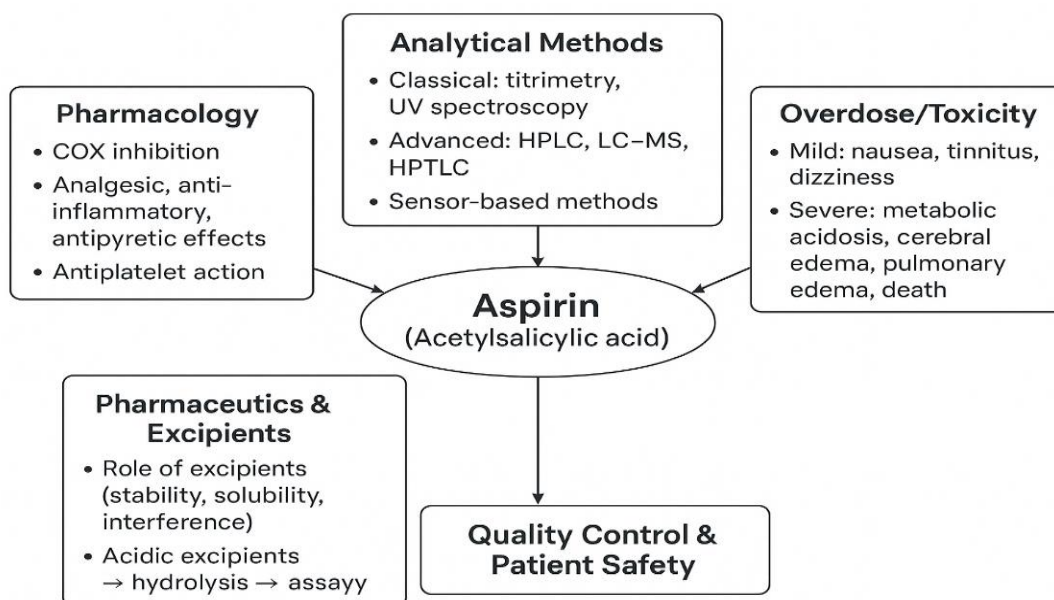 Analytical Methods
• Classical: titrimetry,
UV spectroscopy
• Advanced: HPLC, LC–MS,
HPTLC
• Sensor-based methods
Pharmacology
• COX inhibition
• Analgesic, anti-
inflammatory,
antipyretic effects
• Antiplatelet action
Overdose/Toxicity
• Mild: nausea, tinnitus,
dizziness
• Severe: metabolic
acidosis, cerebral
edema, pulmonary
edema, death
Aspirin
(Acetylsalicylic acid)
Pharmaceutics &
Excipients
• Role of excipients
(stability, solubility,
interference)
• Acidic excipients
→ hydrolysis → assayy
Quality Control &
Patient Safety